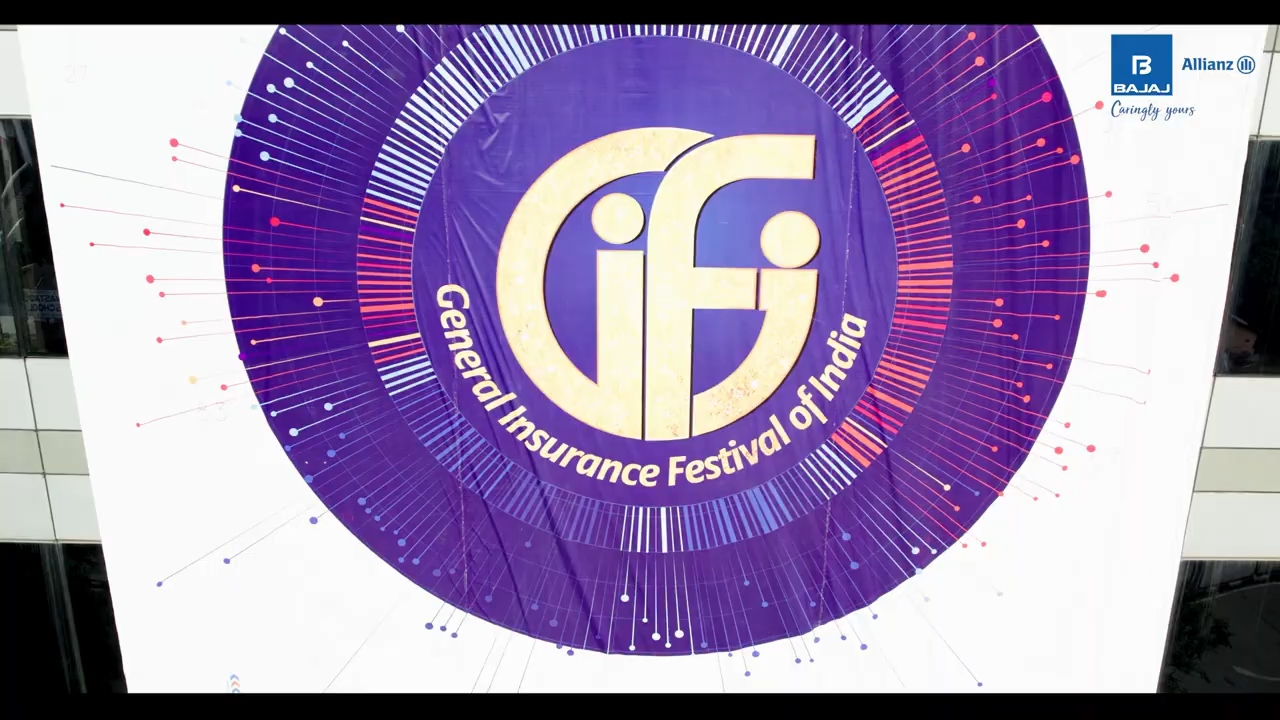 BAJAJ
Allianz
Caringly yours
GiFi
General Insurance Festival of India